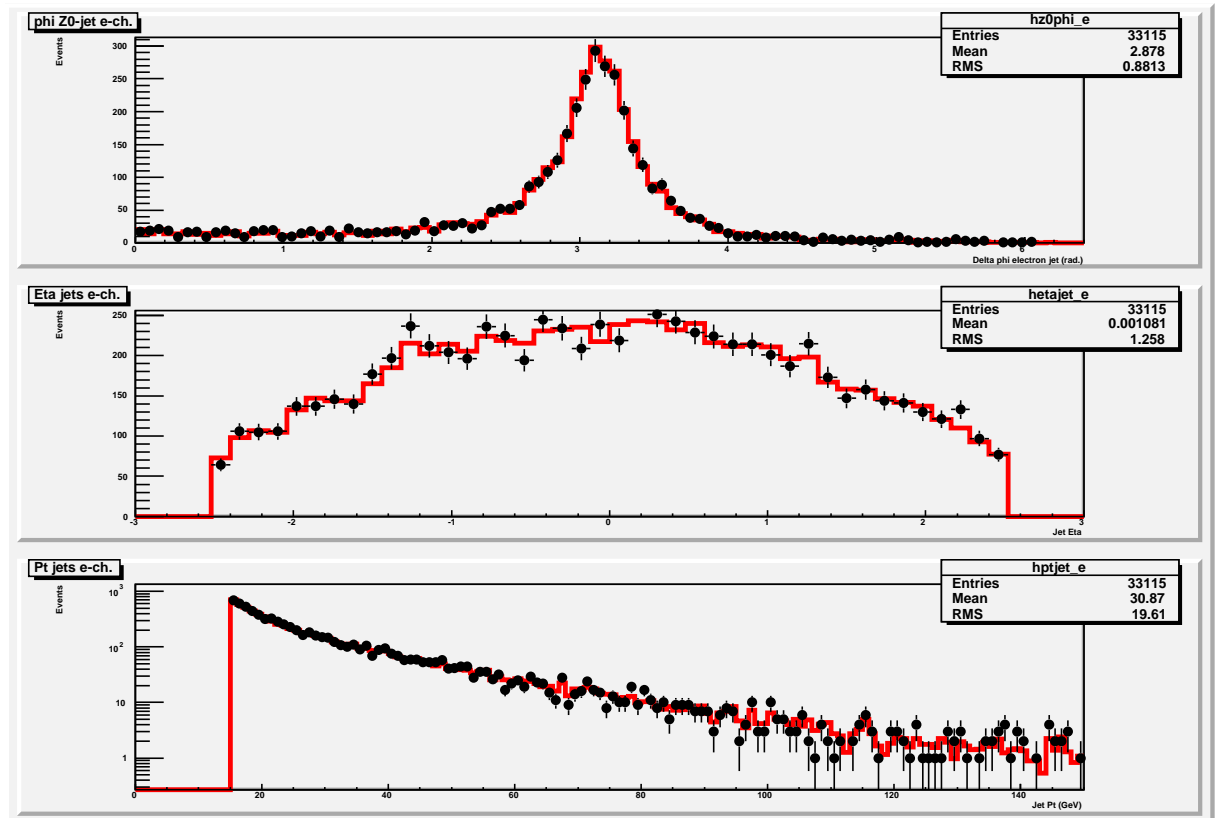 phi Z0-jet e-ch.
hz0phi_e
Entries 33115
Mean 2.878
RMS 0.8813
Events
300
250
200
150
100
50
0
0 1 2 3 4 5 6
Delta phi electron jet (rad.)
Eta jets e-ch.
hetajet_e
Entries 33115
Mean 0.001081
RMS 1.258
Events
250
200
150
100
50
0
-3 -2 -1 0 1 2 3
Jet Eta
Pt jets e-ch.
hptjet_e
Entries 33115
Mean 30.87
RMS 19.61
Events
10³
10²
10
1
0 20 40 60 80 100 120 140
Jet Pt (GeV)